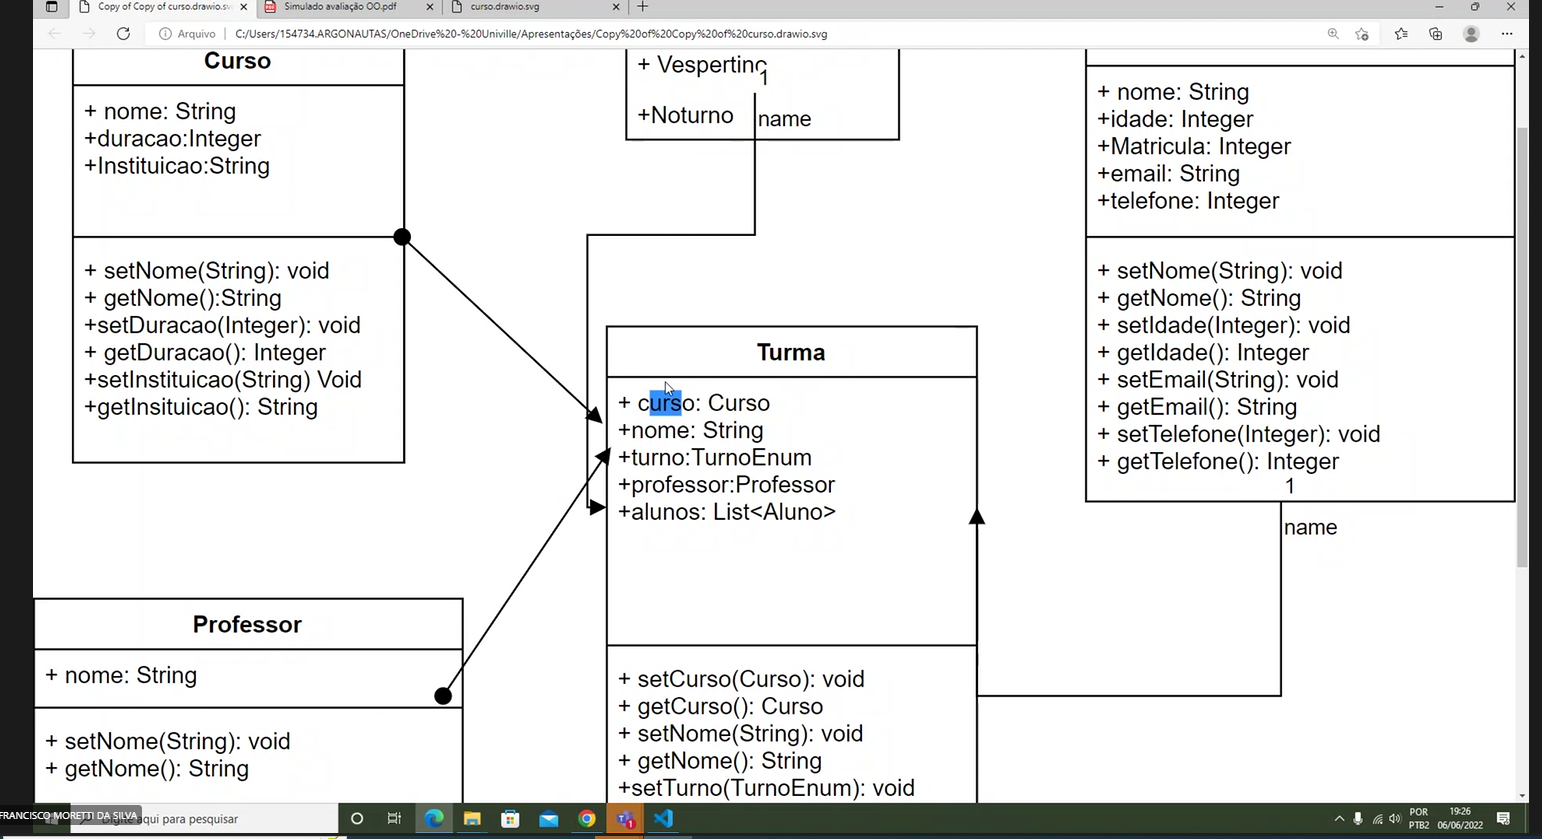 Copy of Copy of curso.drawio.sv
Simulado avaliação OO.pdf
curso.drawio.svg
Arquivo
C:/Users/154734.ARGONAUTAS/OneDrive%20-%20Univille/Apresentações/Copy%20of%20Copy%20of%20curso.drawio.svg
Curso
+ nome: String
+duracao:Integer
+Instituicao:String
+ setNome(String): void
+ getNome():String
+setDuracao(Integer): void
+ getDuracao(): Integer
+setInstituicao(String) Void
+getInsituicao(): String
+ Vespertino
1
+Noturno
name
+ nome: String
+idade: Integer
+Matricula: Integer
+email: String
+telefone: Integer
+ setNome(String): void
+ getNome(): String
+ setIdade(Integer): void
+ getIdade(): Integer
+ setEmail(String): void
+ getEmail(): String
+ setTelefone(Integer): void
+ getTelefone(): Integer
1
name
Turma
+ curso: Curso
+nome: String
+turno:TurnoEnum
+professor:Professor
+alunos: List<Aluno>
+ setCurso(Curso): void
+ getCurso(): Curso
+ setNome(String): void
+ getNome(): String
+setTurno(TurnoEnum): void
Professor
+ nome: String
+ setNome(String): void
+ getNome(): String
FRANCISCO MORETTI DA SILVA
Digite aqui para pesquisar
1
POR
PTB2
19:26
06/06/2022